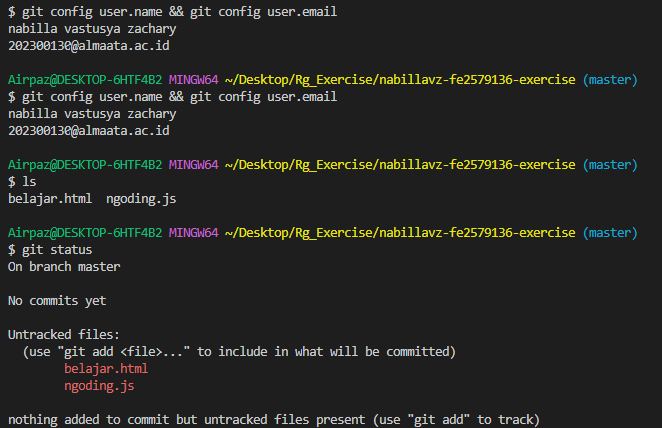 $ git config user.name && git config user.email
nabilla vastusya zachary
202300130@almaata.ac.id
Airpaz@DESKTOP-6HTF4B2 MINGW64 ~/Desktop/Rg_Exercise/nabillavz-fe2579136-exercise (master)
$ git config user.name && git config user.email
nabilla vastusya zachary
202300130@almaata.ac.id
Airpaz@DESKTOP-6HTF4B2 MINGW64 ~/Desktop/Rg_Exercise/nabillavz-fe2579136-exercise (master)
$ ls
belajar.html  ngoding.js
Airpaz@DESKTOP-6HTF4B2 MINGW64 ~/Desktop/Rg_Exercise/nabillavz-fe2579136-exercise (master)
$ git status
On branch master
No commits yet
Untracked files:
  (use "git add <file>..." to include in what will be committed)
        belajar.html
        ngoding.js
nothing added to commit but untracked files present (use "git add" to track)